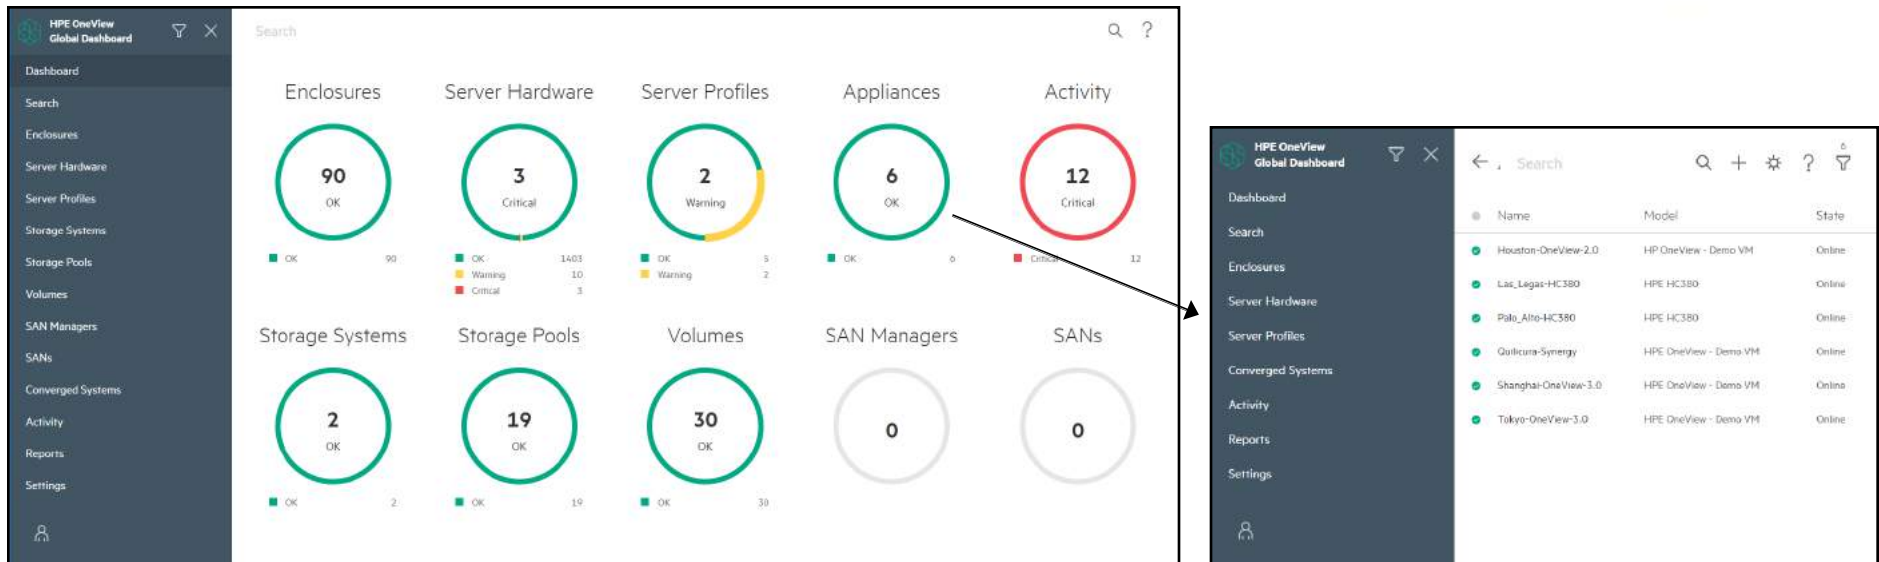 HPE OneView
Global Dashboard
Dashboard
Search
Enclosures
Server Hardware
Server Profiles
Storage Systems
Storage Pools
Volumes
SAN Managers
SANs
Converged Systems
Activity
Reports
Settings
Search
?
Enclosures
90
OK
OK 90
Server Hardware
3
Critical
OK 1403
Warning 10
Critical 3
Server Profiles
2
Warning
OK 5
Warning 2
Appliances
6
OK
OK 6
Activity
12
Critical
Critical 12
Storage Systems
2
OK
OK 2
Storage Pools
19
OK
OK 19
Volumes
30
OK
OK 30
SAN Managers
0
SANs
0
HPE OneView
Global Dashboard
Dashboard
Search
Enclosures
Server Hardware
Server Profiles
Converged Systems
Activity
Reports
Settings
Search
?
6
Name Model State
Houston-OneView-2.0 HP OneView - Demo VM Online
Las_Legas-HC380 HPE HC380 Online
Palo_Alto-HC380 HPE HC380 Online
Quilicura-Synergy HPE OneView - Demo VM Online
Shanghai-OneView-3.0 HPE OneView - Demo VM Online
Tokyo-OneView-3.0 HPE OneView - Demo VM Online